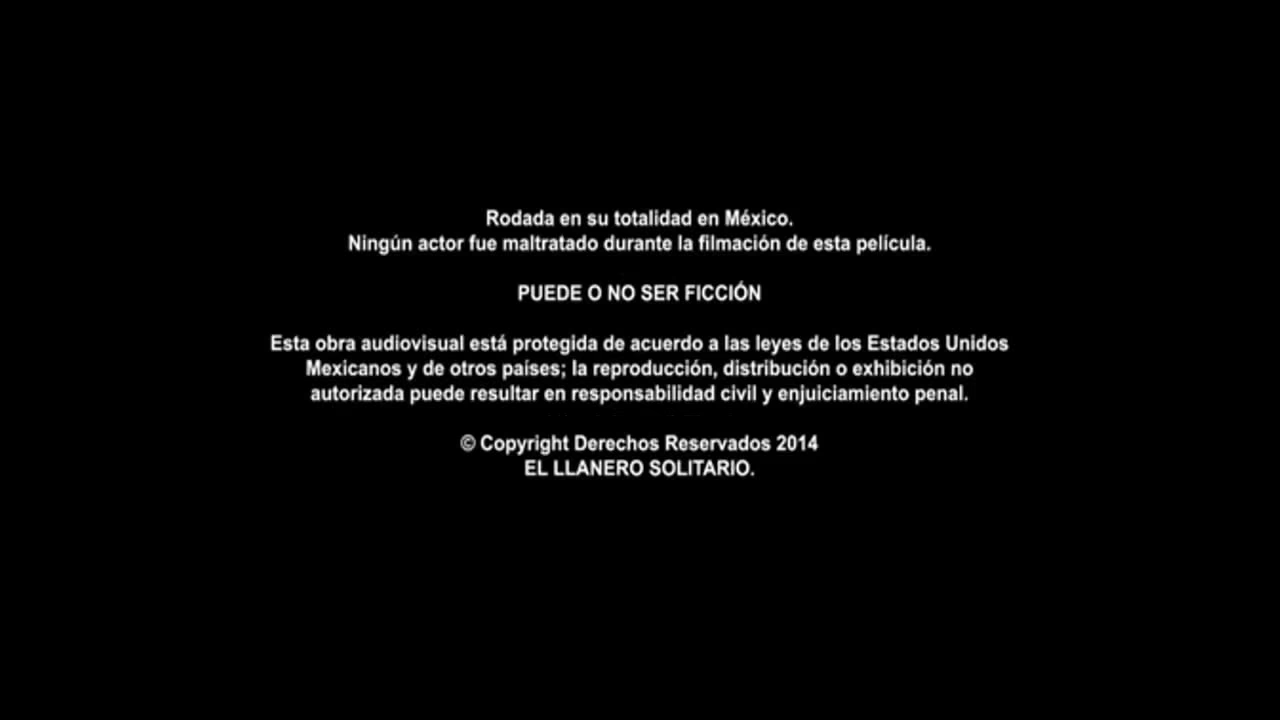 Rodada en su totalidad en México.
Ningún actor fue maltratado durante la filmación de esta película.
PUEDE O NO SER FICCIÓN
Esta obra audiovisual está protegida de acuerdo a las leyes de los Estados Unidos
Mexicanos y de otros países; la reproducción, distribución o exhibición no
autorizada puede resultar en responsabilidad civil y enjuiciamiento penal.
© Copyright Derechos Reservados 2014
EL LLANERO SOLITARIO.